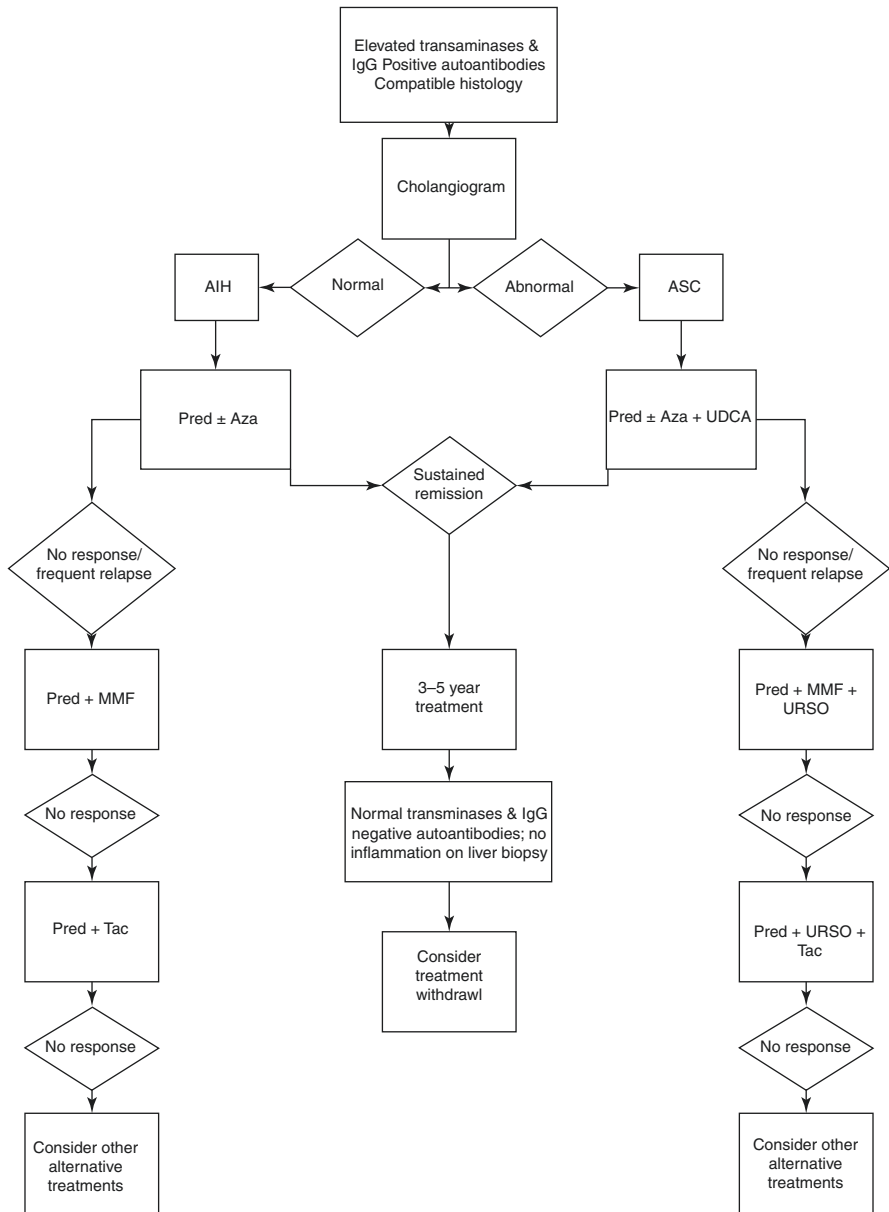 Elevated transaminases &
IgG Positive autoantibodies
Compatible histology
Cholangiogram
AIH
Normal
Abnormal
ASC
Pred ± Aza
Pred ± Aza + UDCA
Sustained
remission
No response/
frequent relapse
No response/
frequent relapse
Pred + MMF
3–5 year
treatment
Pred + MMF +
URSO
No response
Normal transminases & IgG
negative autoantibodies; no
inflammation on liver biopsy
No response
Pred + Tac
Consider
treatment
withdrawl
Pred + URSO +
Tac
No response
No response
Consider other
alternative
treatments
Consider other
alternative
treatments